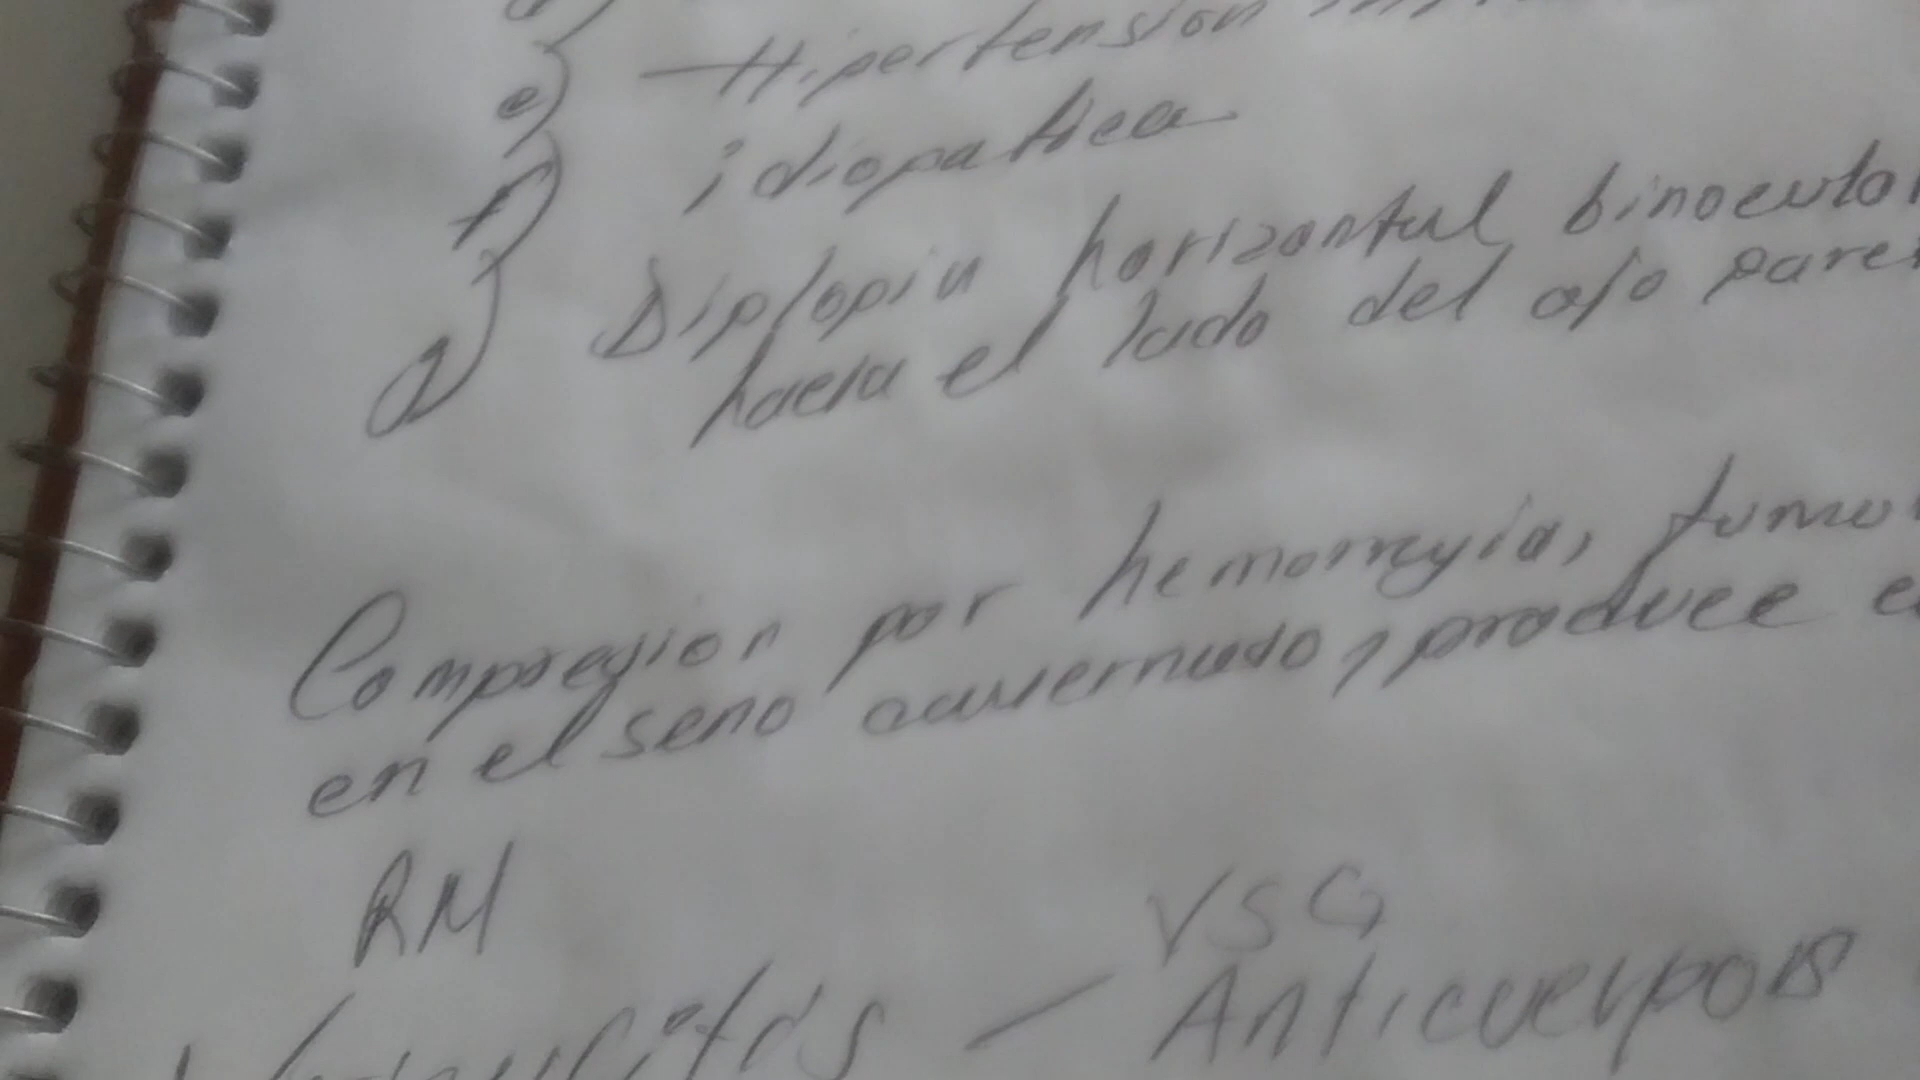 e) Hipertension
f) idiopatica
g) Diplopia horizontal binocular
hacia el lado del ojo
Compresion por hemorragia, tumor
en el seno cavernoso, produce
RM VSG
Vasculitis - Anticuerpos